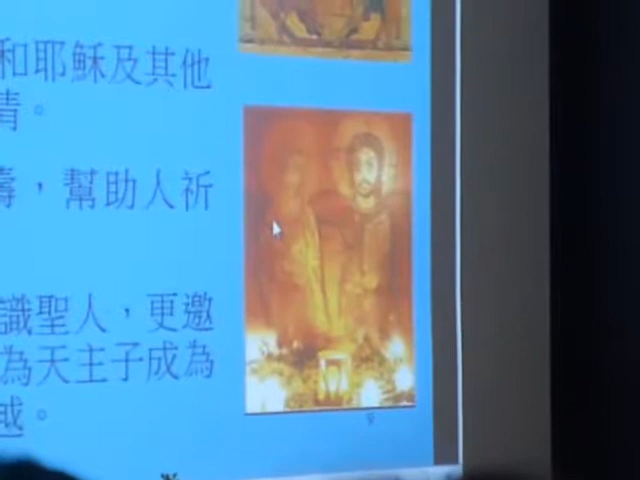 和耶穌及其他
情。
禱，幫助人祈
識聖人，更邀
為天主子成為
越。